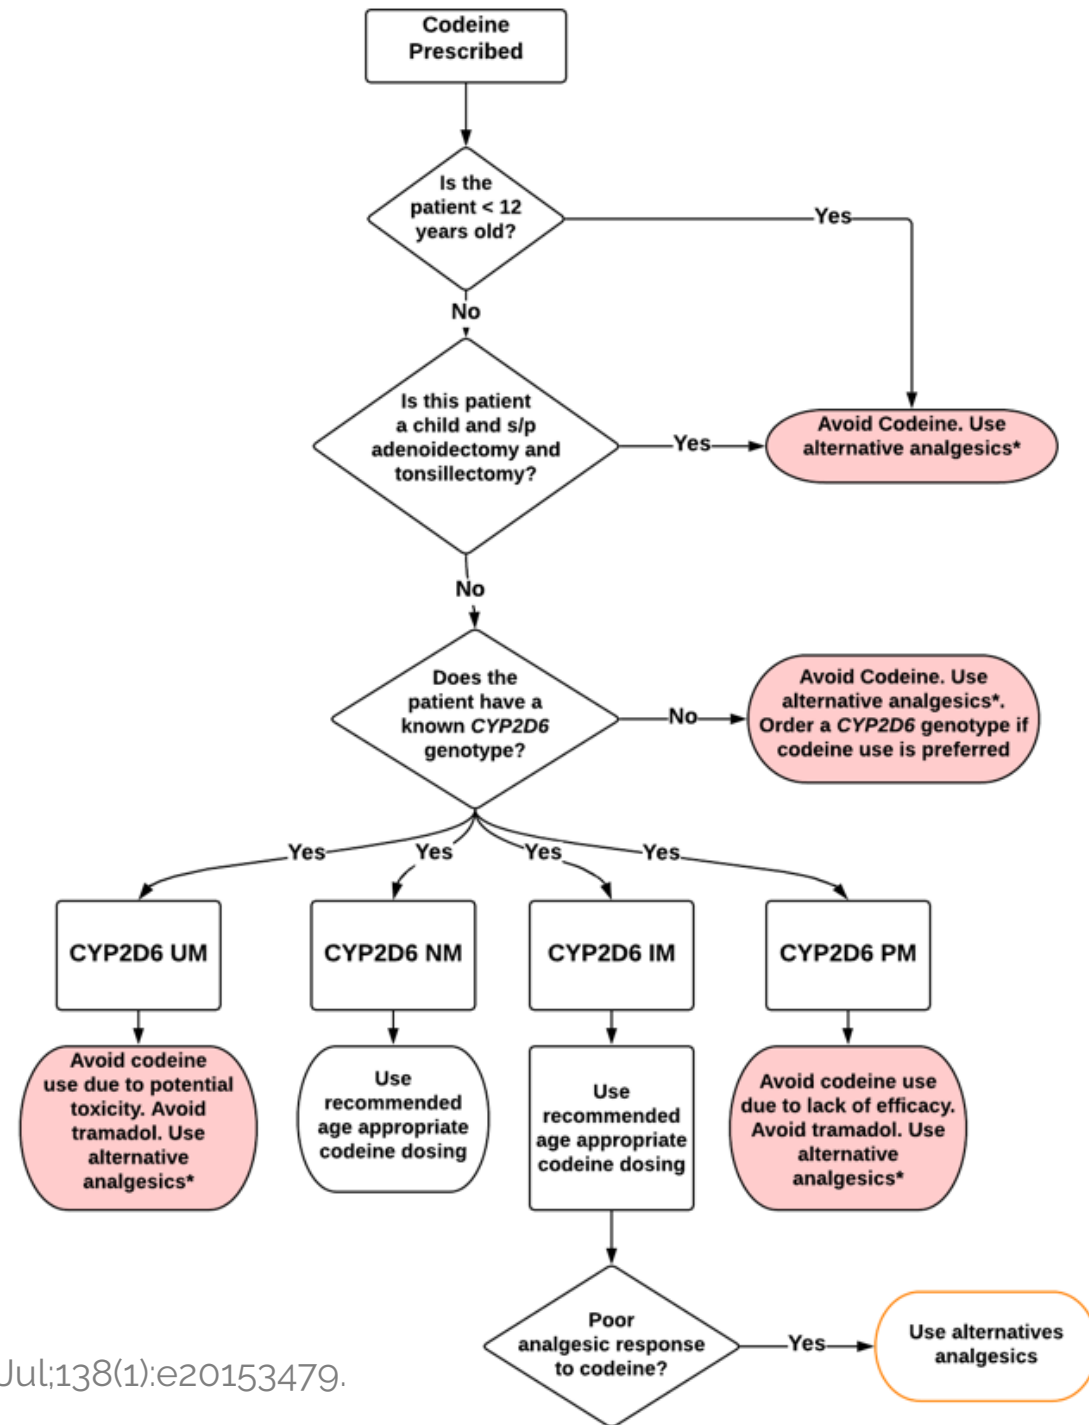 Codeine
Prescribed
Is the
patient < 12
years old?
Yes
No
Is this patient
a child and s/p
adenoidectomy and
tonsillectomy?
Yes
Avoid Codeine. Use
alternative analgesics*
No
Does the
patient have a
known CYP2D6
genotype?
No
Avoid Codeine. Use
alternative analgesics*.
Order a CYP2D6 genotype if
codeine use is preferred
Yes
Yes
Yes
Yes
CYP2D6 UM
CYP2D6 NM
CYP2D6 IM
CYP2D6 PM
Avoid codeine
use due to potential
toxicity. Avoid
tramadol. Use
alternative
analgesics*
Use
recommended
age appropriate
codeine dosing
Use
recommended
age appropriate
codeine dosing
Avoid codeine use
due to lack of efficacy.
Avoid tramadol. Use
alternative
analgesics*
Poor
analgesic response
to codeine?
Yes
Use alternatives
analgesics
Jul;138(1):e20153479.